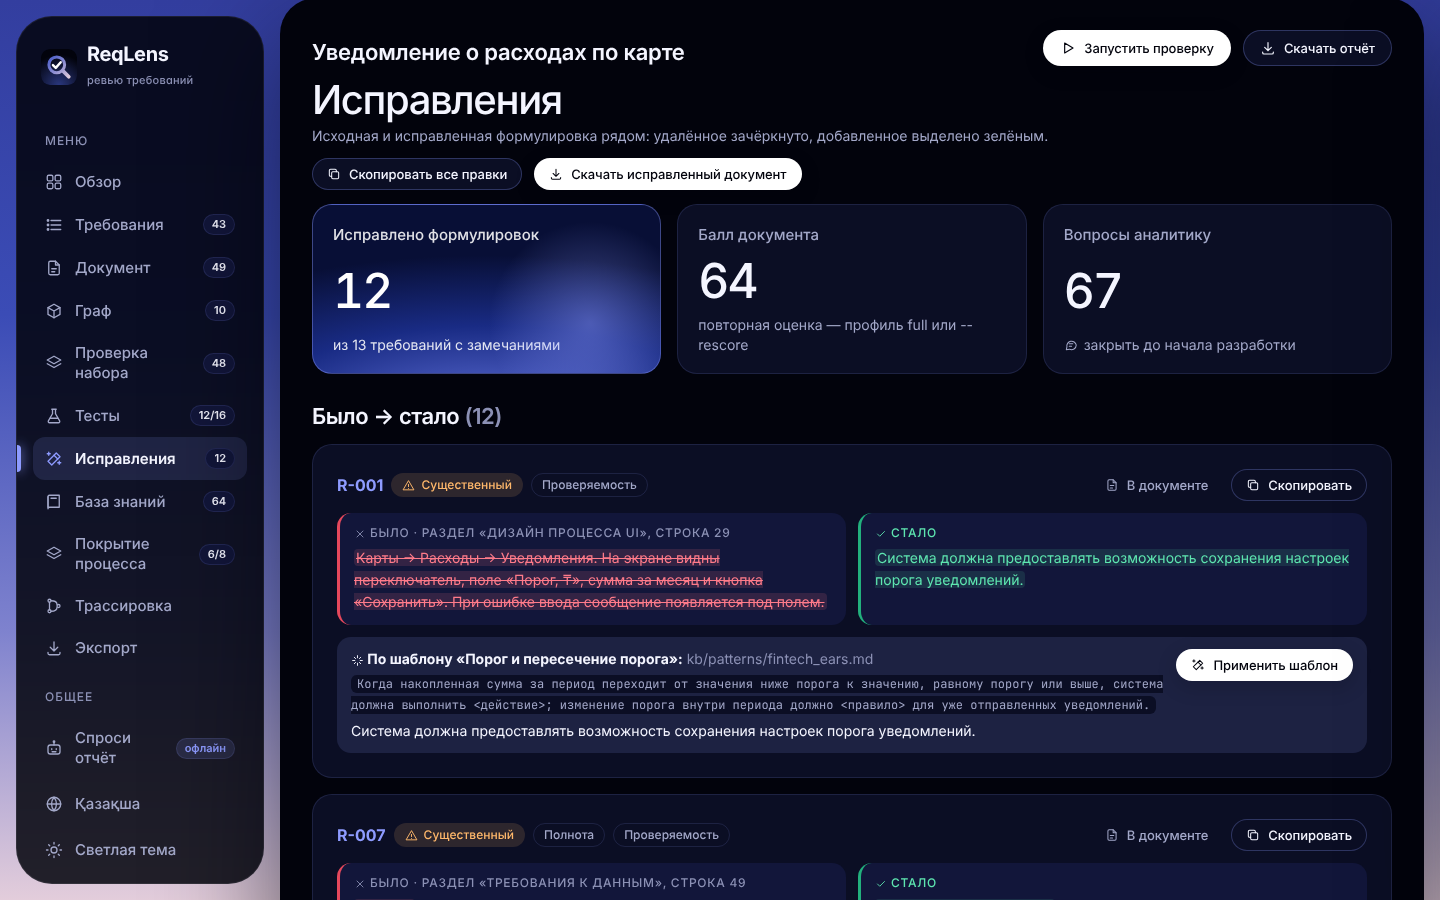 ReqLens
ревью требований
МЕНЮ
Обзор
Требования 43
Документ 49
Граф 10
Проверка
набора 48
Тесты 12/16
Исправления 12
База знаний 64
Покрытие
процесса 6/8
Трассировка
Экспорт
ОБЩЕЕ
Спроси
отчёт офлайн
Қазақша
Светлая тема
Уведомление о расходах по карте
Запустить проверку
Скачать отчёт
Исправления
Исходная и исправленная формулировка рядом: удалённое зачёркнуто, добавленное выделено зелёным.
Скопировать все правки
Скачать исправленный документ
Исправлено формулировок
12
из 13 требований с замечаниями
Балл документа
64
повторная оценка — профиль full или --
rescore
Вопросы аналитику
67
закрыть до начала разработки
Было → стало (12)
R-001 Существенный Проверяемость В документе Скопировать
БЫЛО · РАЗДЕЛ «ДИЗАЙН ПРОЦЕССА UI», СТРОКА 29
Карты → Расходы → Уведомления. На экране видны
переключатель, поле «Порог, ₸», сумма за месяц и кнопка
«Сохранить». При ошибке ввода сообщение появляется под полем.
СТАЛО
Система должна предоставлять возможность сохранения настроек
порога уведомлений.
По шаблону «Порог и пересечение порога»: kb/patterns/fintech_ears.md
Применить шаблон
Когда накопленная сумма за период переходит от значения ниже порога к значению, равному порогу или выше, система
должна выполнить <действие>; изменение порога внутри периода должно <правило> для уже отправленных уведомлений.
Система должна предоставлять возможность сохранения настроек порога уведомлений.
R-007 Существенный Полнота Проверяемость В документе Скопировать
БЫЛО · РАЗДЕЛ «ТРЕБОВАНИЯ К ДАННЫМ», СТРОКА 49
СТАЛО